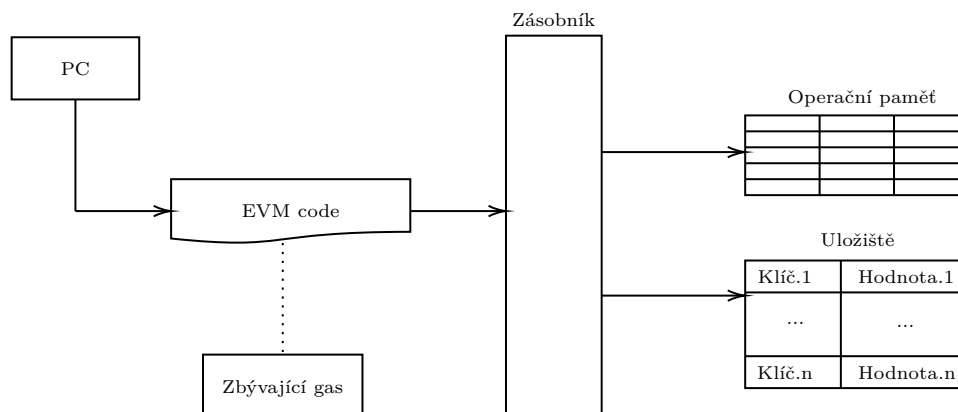 Zásobník
PC
Operační paměť
EVM code
Uložiště
Klíč.1 Hodnota.1
... ...
Klíč.n Hodnota.n
Zbývající gas